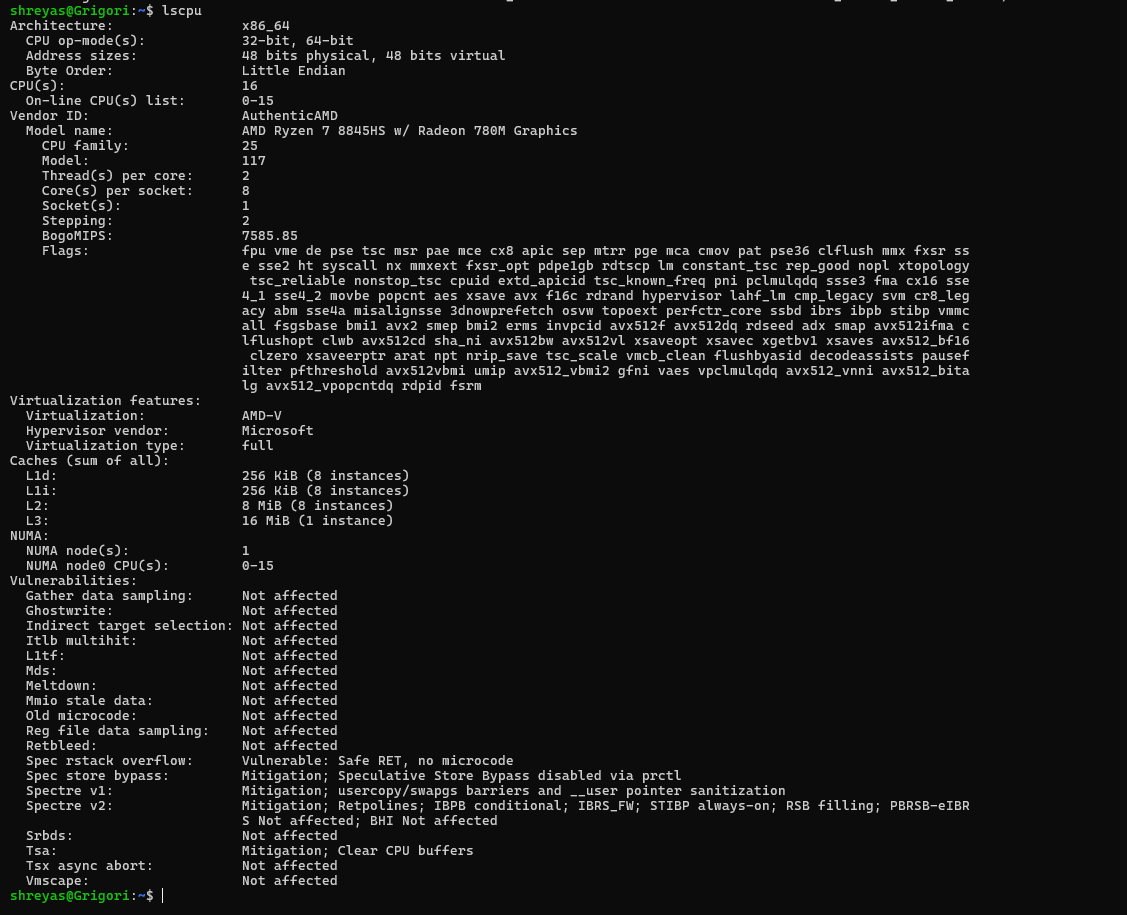 shreyas@Grigori:~$ lscpu
Architecture: x86_64
CPU op-mode(s): 32-bit, 64-bit
Address sizes: 48 bits physical, 48 bits virtual
Byte Order: Little Endian
CPU(s): 16
On-line CPU(s) list: 0-15
Vendor ID: AuthenticAMD
Model name: AMD Ryzen 7 8845HS w/ Radeon 780M Graphics
CPU family: 25
Model: 117
Thread(s) per core: 2
Core(s) per socket: 8
Socket(s): 1
Stepping: 2
BogoMIPS: 7585.85
Flags: fpu vme de pse tsc msr pae mce cx8 apic sep mtrr pge mca cmov pat pse36 clflush mmx fxsr ss
e sse2 ht syscall nx mmxext fxsr_opt pdpe1gb rdtscp lm constant_tsc rep_good nopl xtopology
tsc_reliable nonstop_tsc cpuid extd_apicid tsc_known_freq pni pclmulqdq ssse3 fma cx16 sse
4_1 sse4_2 movbe popcnt aes xsave avx f16c rdrand hypervisor lahf_lm cmp_legacy svm cr8_leg
acy abm sse4a misalignsse 3dnowprefetch osvw topoext perfctr_core ssbd ibrs ibpb stibp vmmc
all fsgsbase bmi1 avx2 smep bmi2 erms invpcid avx512f avx512dq rdseed adx smap avx512ifma c
lflushopt clwb avx512cd sha_ni avx512bw avx512vl xsaveopt xsavec xgetbv1 xsaves avx512_bf16
clzero xsaveerptr arat npt nrip_save tsc_scale vmcb_clean flushbyasid decodeassists pausef
ilter pfthreshold avx512vbmi umip avx512_vbmi2 gfni vaes vpclmulqdq avx512_vnni avx512_bita
lg avx512_vpopcntdq rdpid fsrm
Virtualization features:
Virtualization: AMD-V
Hypervisor vendor: Microsoft
Virtualization type: full
Caches (sum of all):
L1d: 256 KiB (8 instances)
L1i: 256 KiB (8 instances)
L2: 8 MiB (8 instances)
L3: 16 MiB (1 instance)
NUMA:
NUMA node(s): 1
NUMA node0 CPU(s): 0-15
Vulnerabilities:
Gather data sampling: Not affected
Ghostwrite: Not affected
Indirect target selection: Not affected
Itlb multihit: Not affected
L1tf: Not affected
Mds: Not affected
Meltdown: Not affected
Mmio stale data: Not affected
Old microcode: Not affected
Reg file data sampling: Not affected
Retbleed: Not affected
Spec rstack overflow: Vulnerable: Safe RET, no microcode
Spec store bypass: Mitigation; Speculative Store Bypass disabled via prctl
Spectre v1: Mitigation; usercopy/swapgs barriers and __user pointer sanitization
Spectre v2: Mitigation; Retpolines; IBPB conditional; IBRS_FW; STIBP always-on; RSB filling; PBRSB-eIBR
S Not affected; BHI Not affected
Srbds: Not affected
Tsa: Mitigation; Clear CPU buffers
Tsx async abort: Not affected
Vmscape: Not affected
shreyas@Grigori:~$